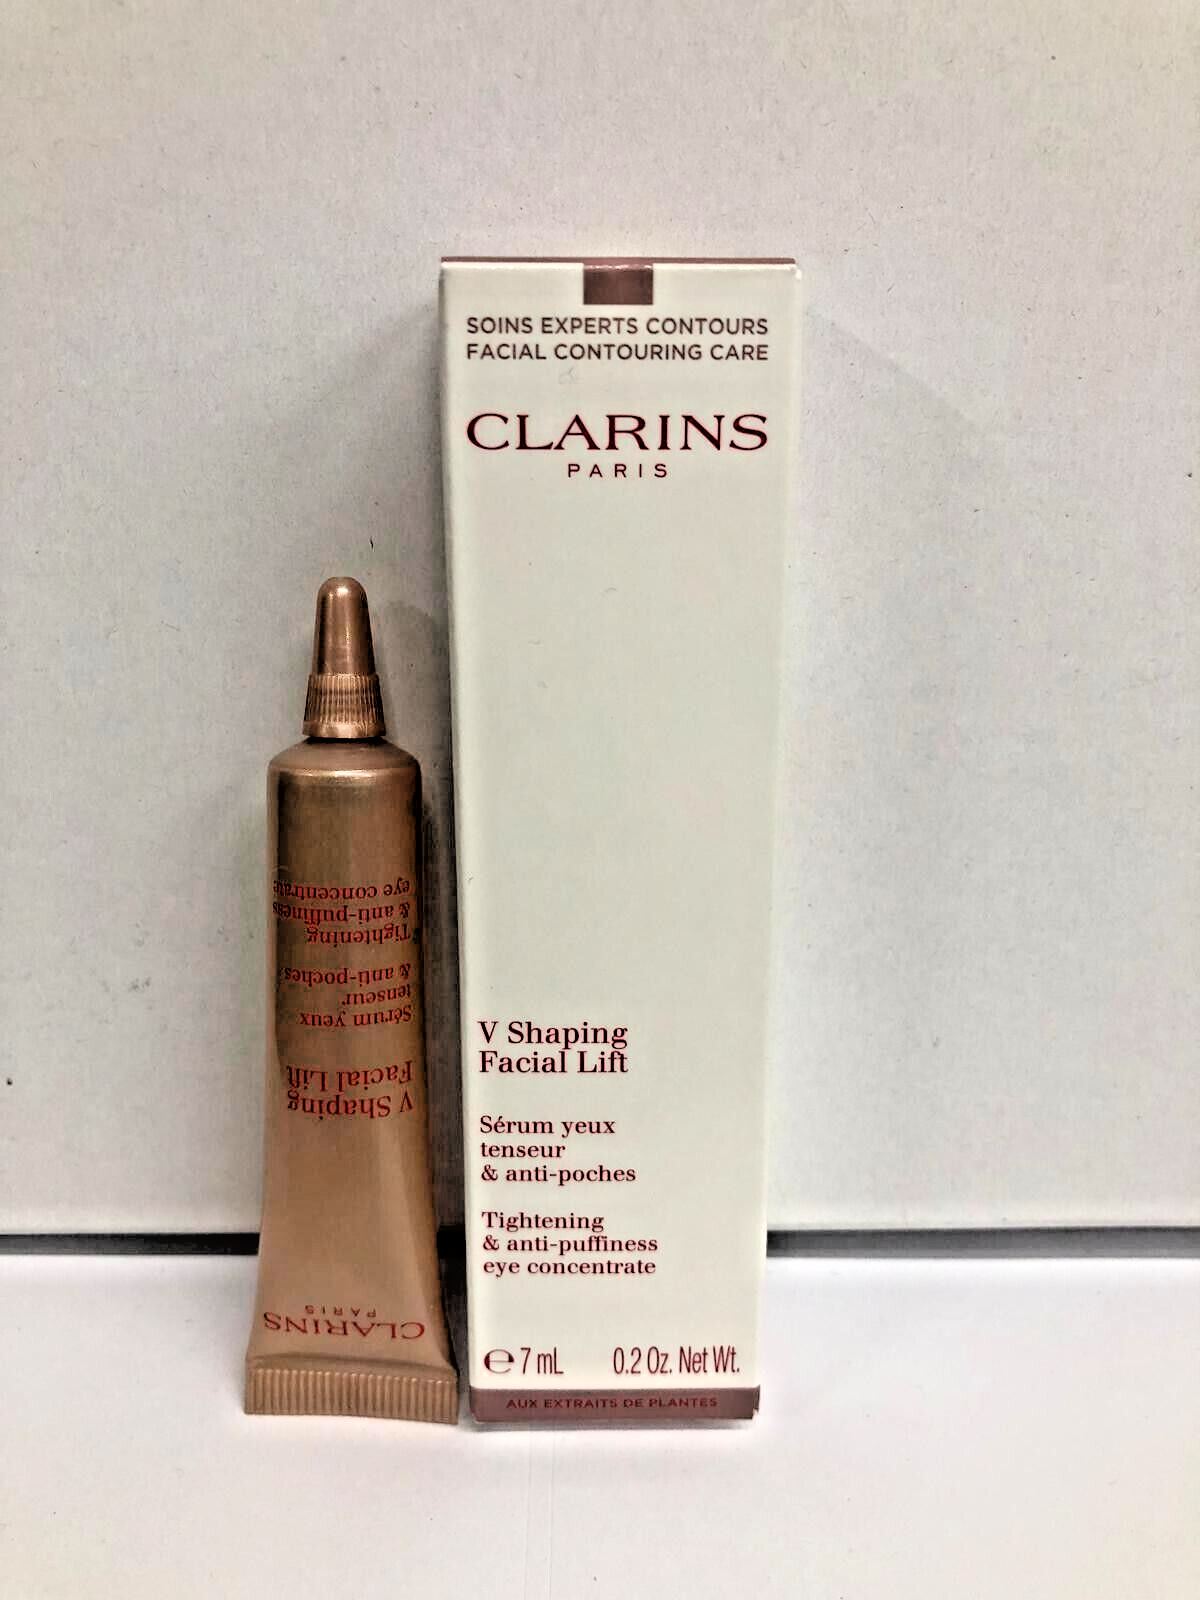 SOINS EXPERTS CONTOURS
FACIAL CONTOURING CARE
CLARINS
PARIS
V Shaping
Facial Lift
Sérum yeux
tenseur
& anti-poches
Tightening
& anti-puffiness
eye concentrate
e 7 mL 0.2 Oz. Net Wt.
AUX EXTRAITS DE PLANTES
CLARINS
PARIS
V Shaping
Facial Lift
Sérum yeux
tenseur
& anti-poches
Tightening
& anti-puffiness
eye concentrate